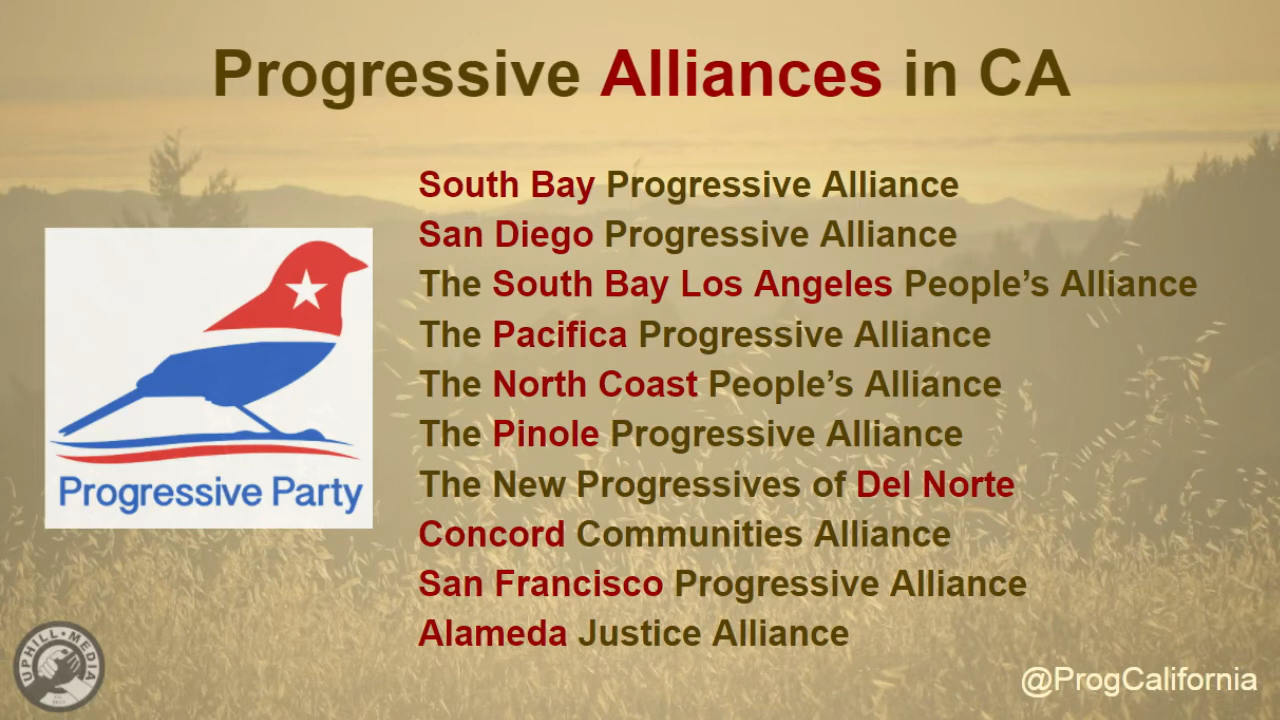 Progressive Alliances in CA
South Bay Progressive Alliance
San Diego Progressive Alliance
The South Bay Los Angeles People’s Alliance
The Pacifica Progressive Alliance
The North Coast People’s Alliance
The Pinole Progressive Alliance
The New Progressives of Del Norte
Concord Communities Alliance
San Francisco Progressive Alliance
Alameda Justice Alliance
Progressive Party
UPHILL • MEDIA
@ProgCalifornia